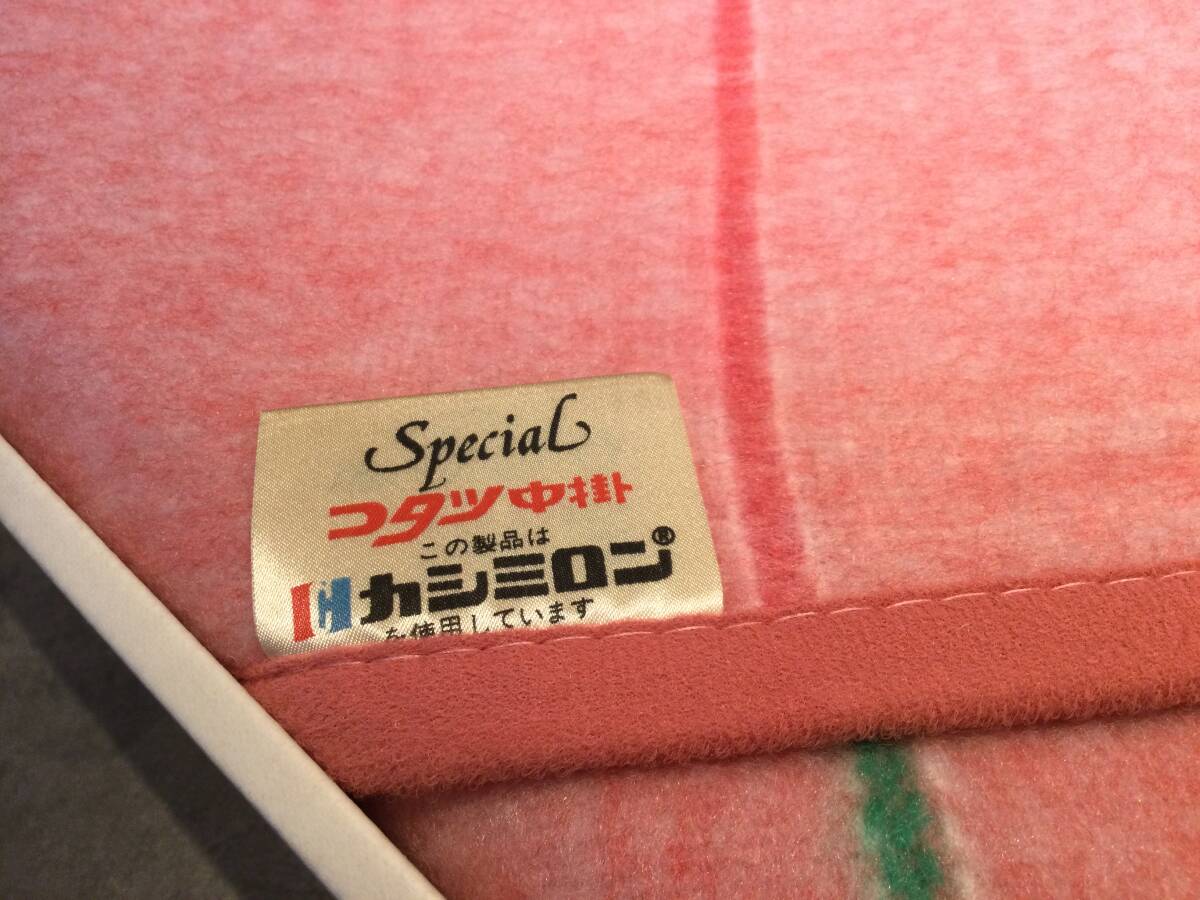 Special
コタツ中掛
この製品は
カシミロン®
を使用しています